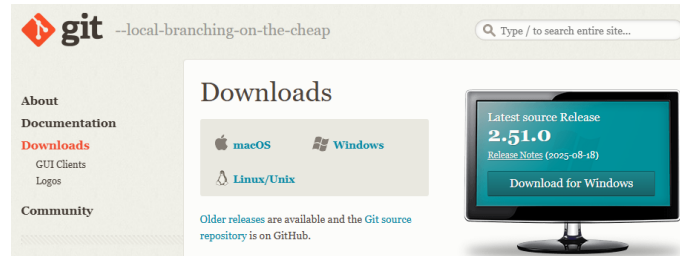 git --local-branching-on-the-cheap
Type / to search entire site...
About
Documentation
Downloads
GUI Clients
Logos
Community
Downloads
macOS
Windows
Linux/Unix
Older releases are available and the Git source
repository is on GitHub.
Latest source Release
2.51.0
Release Notes (2025-08-18)
Download for Windows